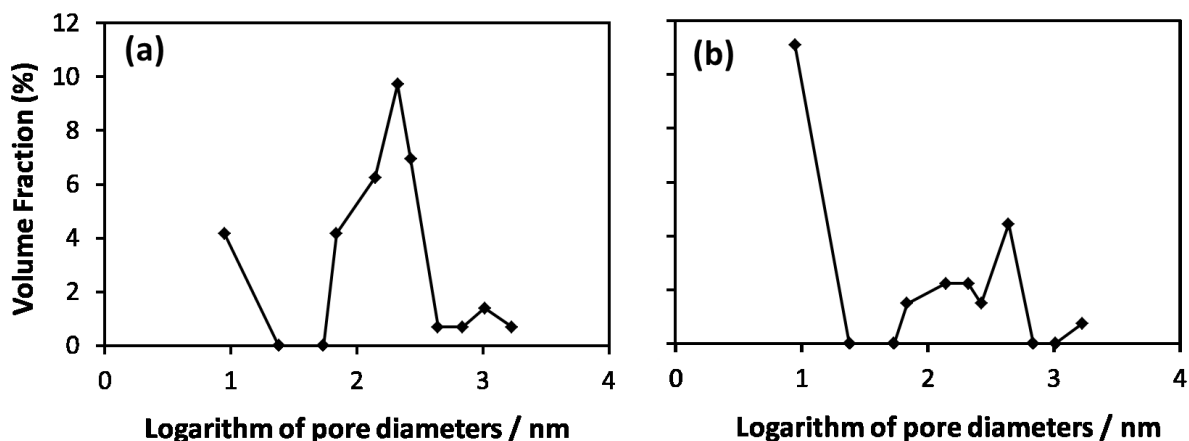 (a)
Volume Fraction (%)
12
10
8
6
4
2
0
0 1 2 3 4
Logarithm of pore diameters / nm
(b)
0 1 2 3 4
Logarithm of pore diameters / nm